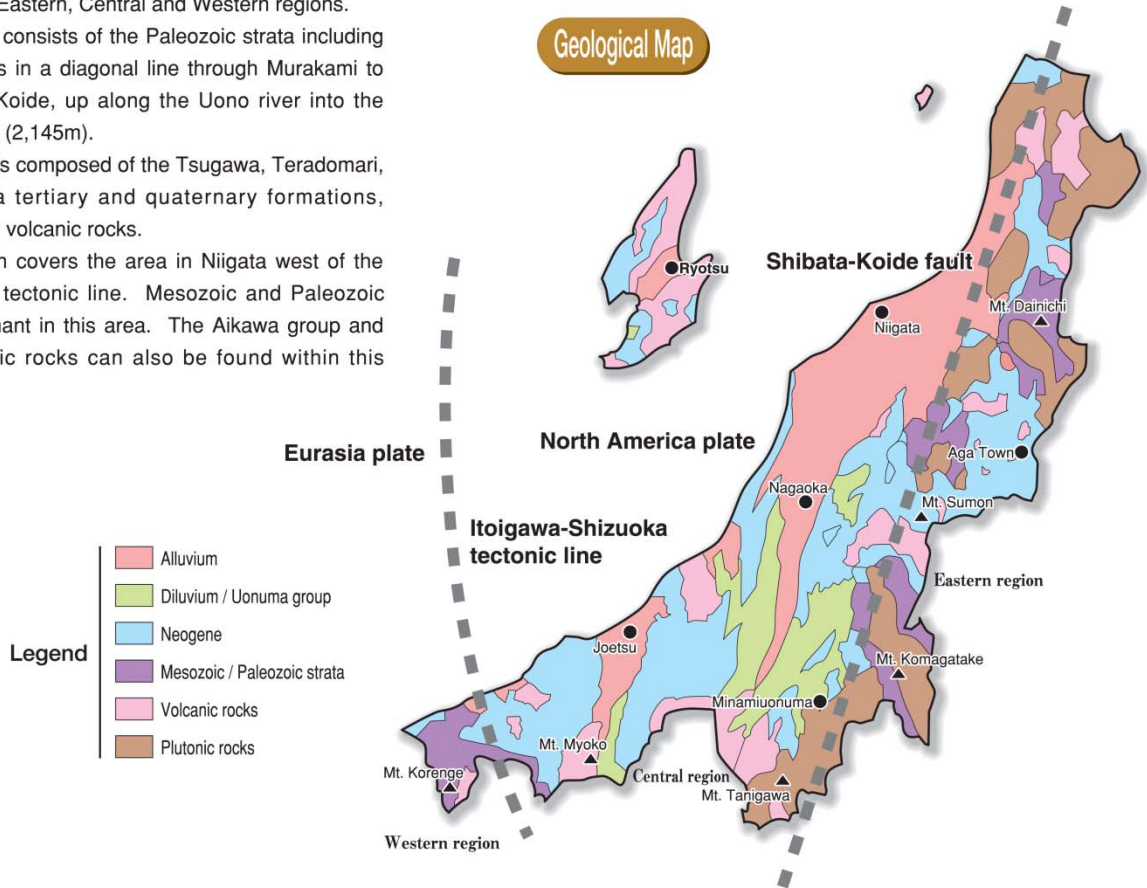 Eastern, Central and Western regions.
consists of the Paleozoic strata including
s in a diagonal line through Murakami to
Koide, up along the Uono river into the
(2,145m).
s composed of the Tsugawa, Teradomari,
a tertiary and quaternary formations,
volcanic rocks.
n covers the area in Niigata west of the
tectonic line. Mesozoic and Paleozoic
nant in this area. The Aikawa group and
ic rocks can also be found within this
Geological Map
Ryotsu
Shibata-Koide fault
Mt. Dainichi
Niigata
Eurasia plate
North America plate
Aga Town
Nagaoka
Mt. Sumon
Itoigawa-Shizuoka
tectonic line
Eastern region
Legend
Alluvium
Diluvium / Uonuma group
Neogene
Mesozoic / Paleozoic strata
Volcanic rocks
Plutonic rocks
Joetsu
Mt. Komagatake
Minamiuonuma
Mt. Myoko
Mt. Korenge
Central region
Mt. Tanigawa
Western region